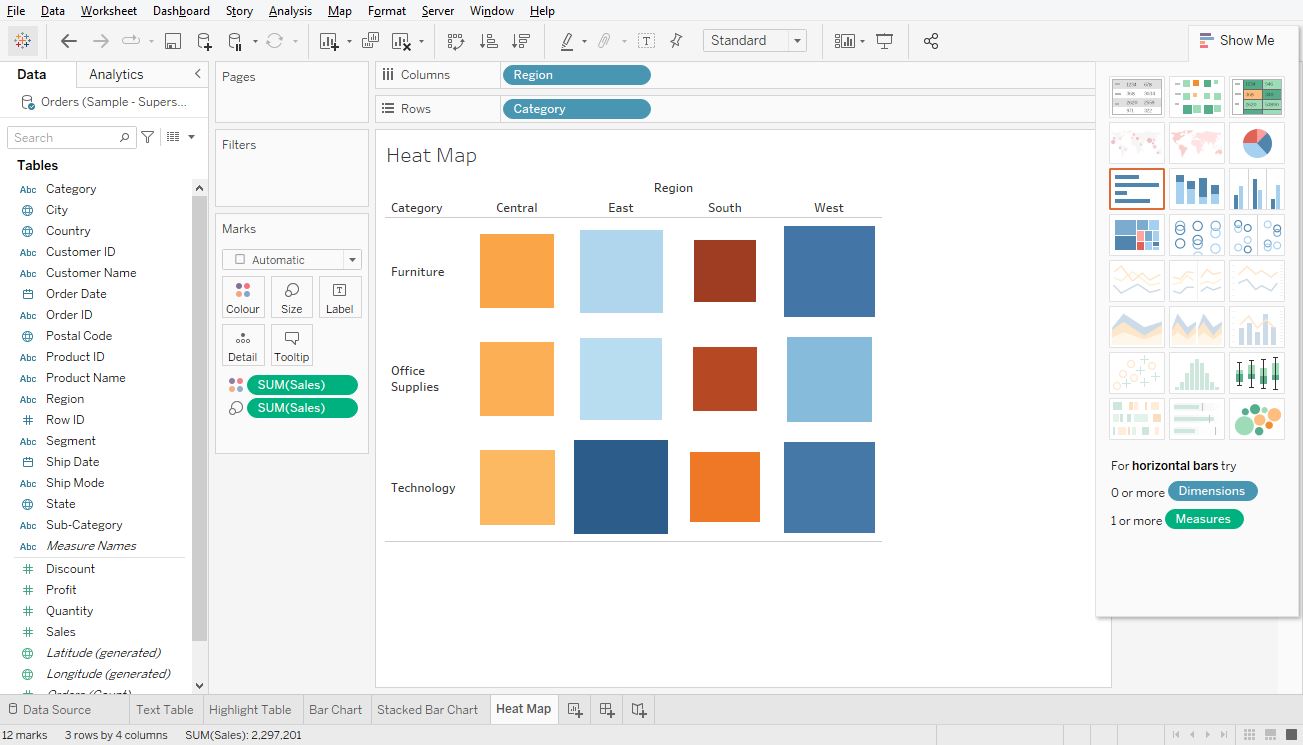 File Data Worksheet Dashboard Story Analysis Map Format Server Window Help
Standard
Show Me
Data Analytics
Orders (Sample - Supers...
Search
Tables
Abc Category
City
Country
Abc Customer ID
Abc Customer Name
Order Date
Abc Order ID
Postal Code
Abc Product ID
Abc Product Name
Abc Region
Row ID
Abc Segment
Ship Date
Abc Ship Mode
State
Abc Sub-Category
Abc Measure Names
Discount
Profit
Quantity
Sales
Latitude (generated)
Longitude (generated)
Orders (Count)
Pages
Filters
Marks
Automatic
Colour Size Label
Detail Tooltip
SUM(Sales)
SUM(Sales)
Columns Region
Rows Category
Heat Map
Region
Category Central East South West
Furniture
Office
Supplies
Technology
For horizontal bars try
0 or more Dimensions
1 or more Measures
Data Source Text Table Highlight Table Bar Chart Stacked Bar Chart Heat Map
12 marks 3 rows by 4 columns SUM(Sales): 2,297,201